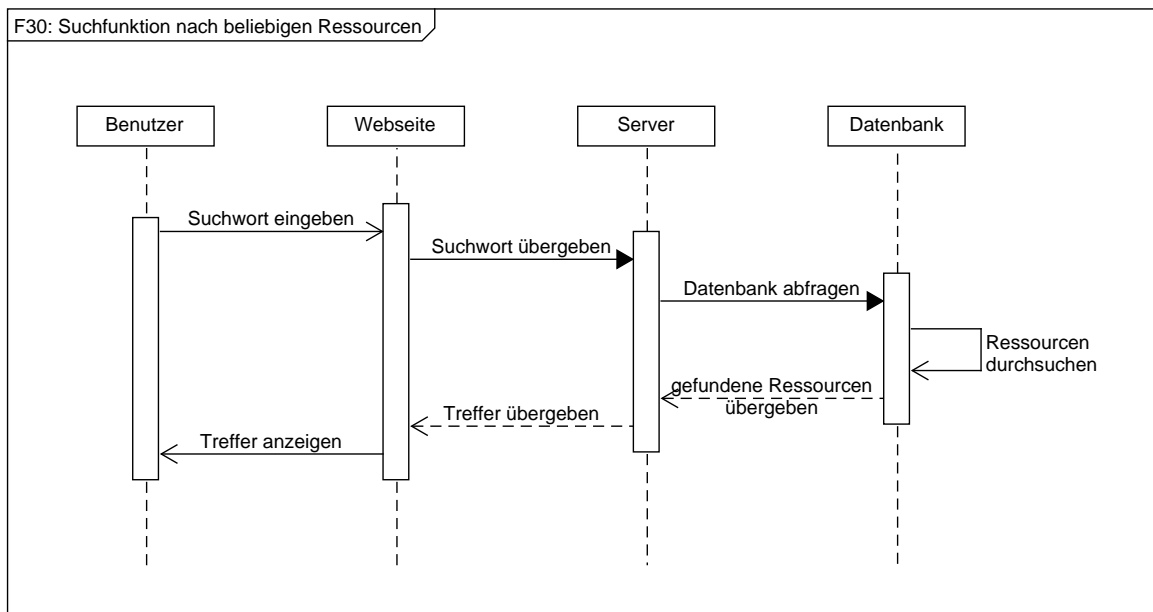 F30: Suchfunktion nach beliebigen Ressourcen
Benutzer
Webseite
Server
Datenbank
Suchwort eingeben
Suchwort übergeben
Datenbank abfragen
Ressourcen
durchsuchen
gefundene Ressourcen
übergeben
Treffer übergeben
Treffer anzeigen